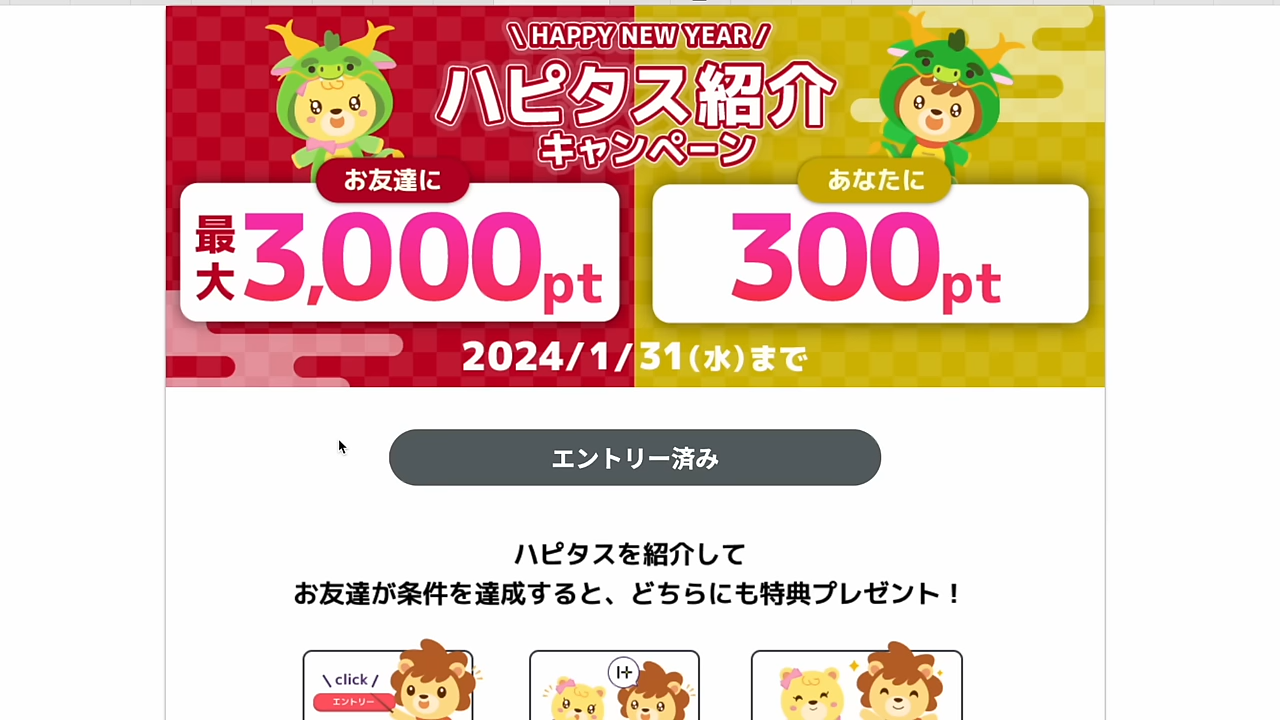 \ HAPPY NEW YEAR /
ハピタス紹介
キャンペーン
お友達に
最大3,000pt
あなたに
300pt
2024/1/31(水)まで
エントリー済み
ハピタスを紹介して
お友達が条件を達成すると、どちらにも特典プレゼント！
\ click /
エントリー